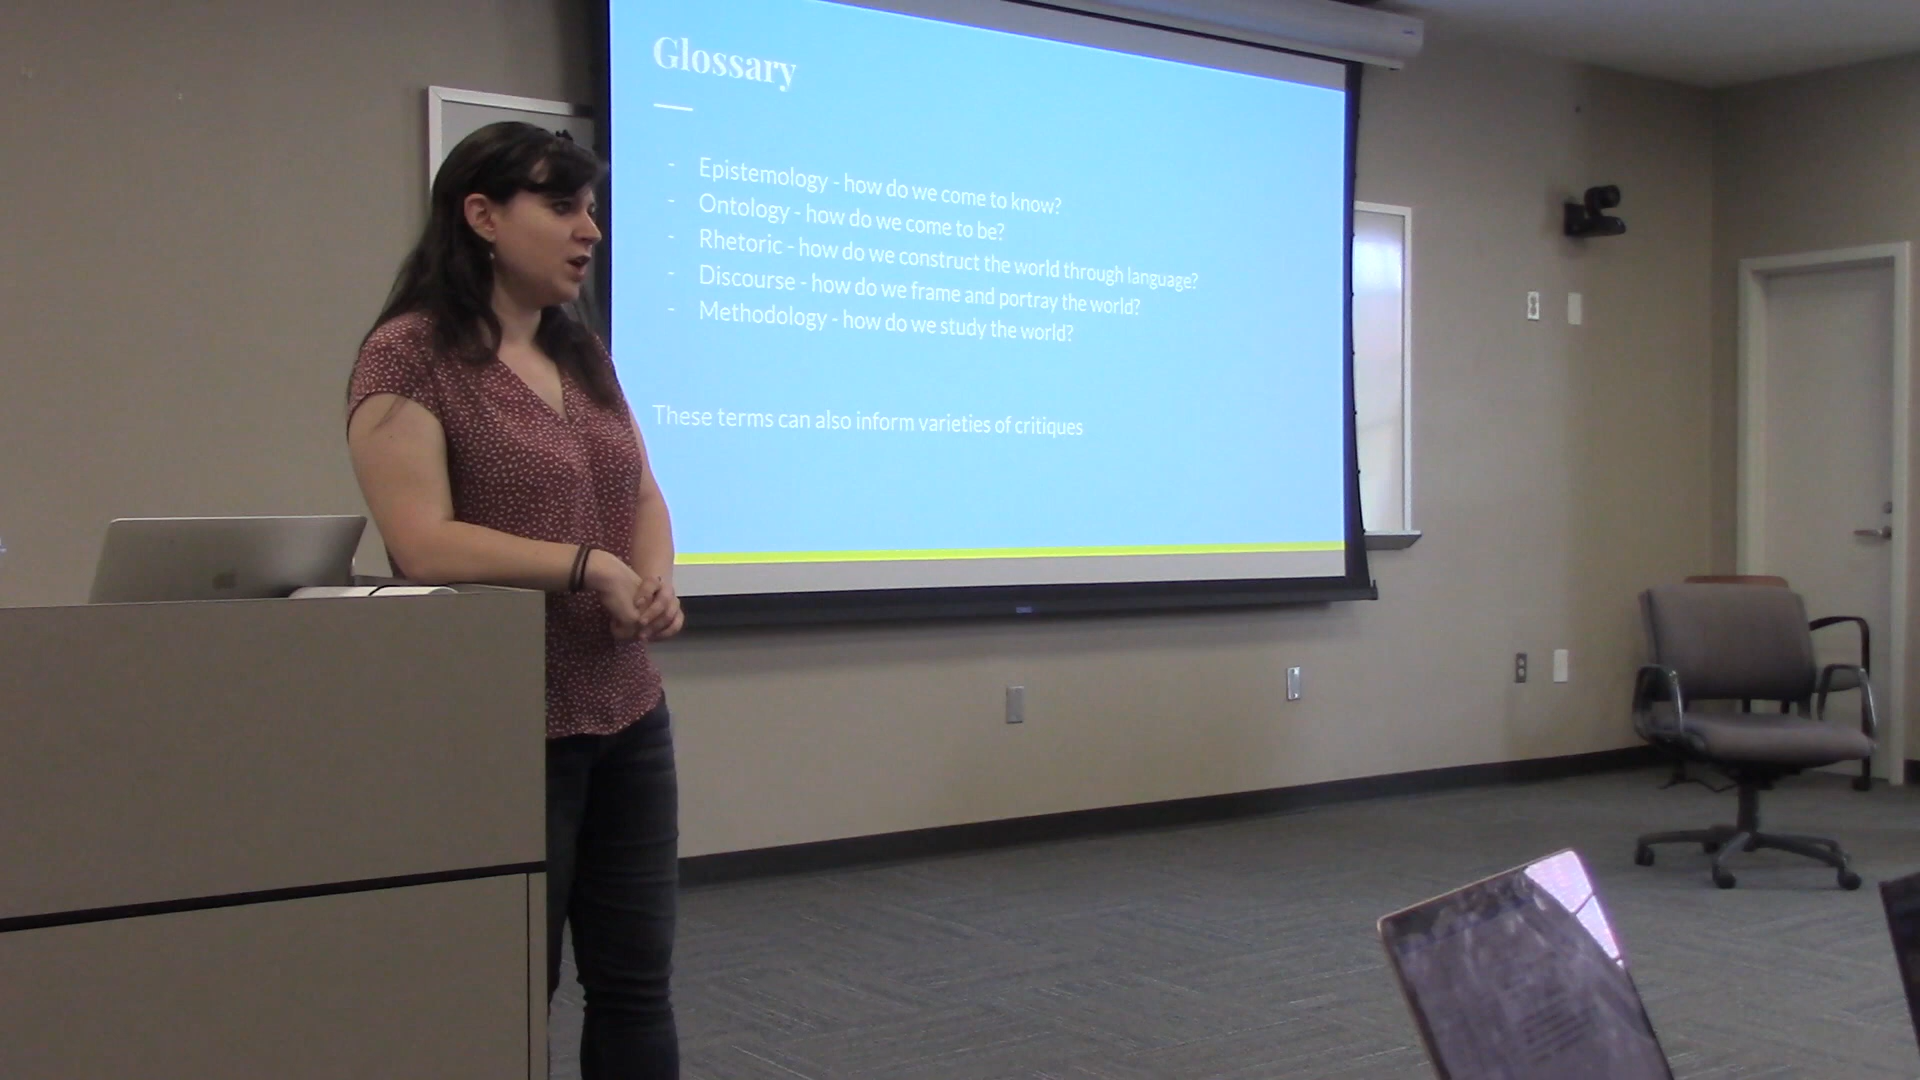 Glossary
- Epistemology - how do we come to know?
- Ontology - how do we come to be?
- Rhetoric - how do we construct the world through language?
- Discourse - how do we frame and portray the world?
- Methodology - how do we study the world?
These terms can also inform varieties of critiques